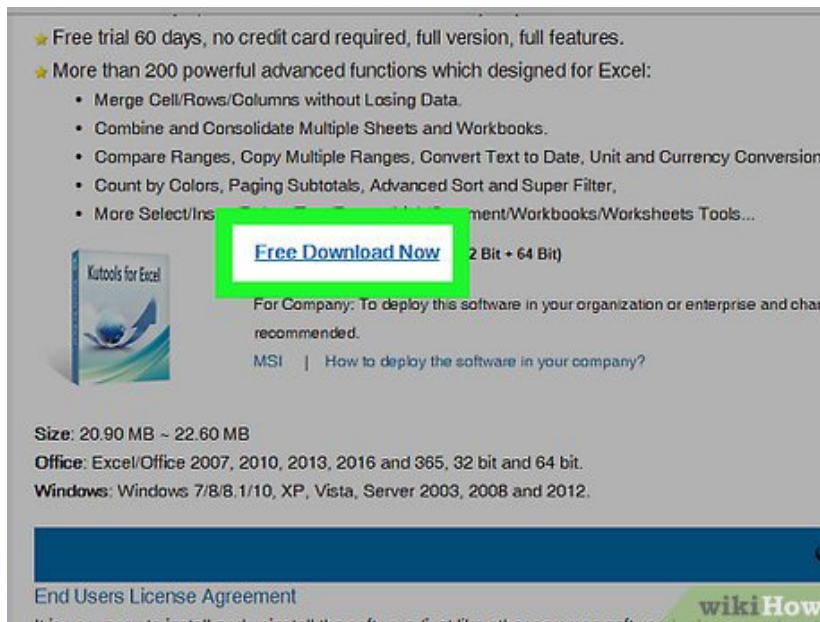 Free trial 60 days, no credit card required, full version, full features.
More than 200 powerful advanced functions which designed for Excel:
• Merge Cell/Rows/Columns without Losing Data.
• Combine and Consolidate Multiple Sheets and Workbooks.
• Compare Ranges, Copy Multiple Ranges, Convert Text to Date, Unit and Currency Conversion
• Count by Colors, Paging Subtotals, Advanced Sort and Super Filter,
• More Select/Ins ment/Workbooks/Worksheets Tools...
Kutools for Excel
Free Download Now 2 Bit + 64 Bit)
For Company: To deploy this software in your organization or enterprise and char
recommended.
MSI | How to deploy the software in your company?
Size: 20.90 MB ~ 22.60 MB
Office: Excel/Office 2007, 2010, 2013, 2016 and 365, 32 bit and 64 bit.
Windows: Windows 7/8/8.1/10, XP, Vista, Server 2003, 2008 and 2012.
End Users License Agreement
wikiHow